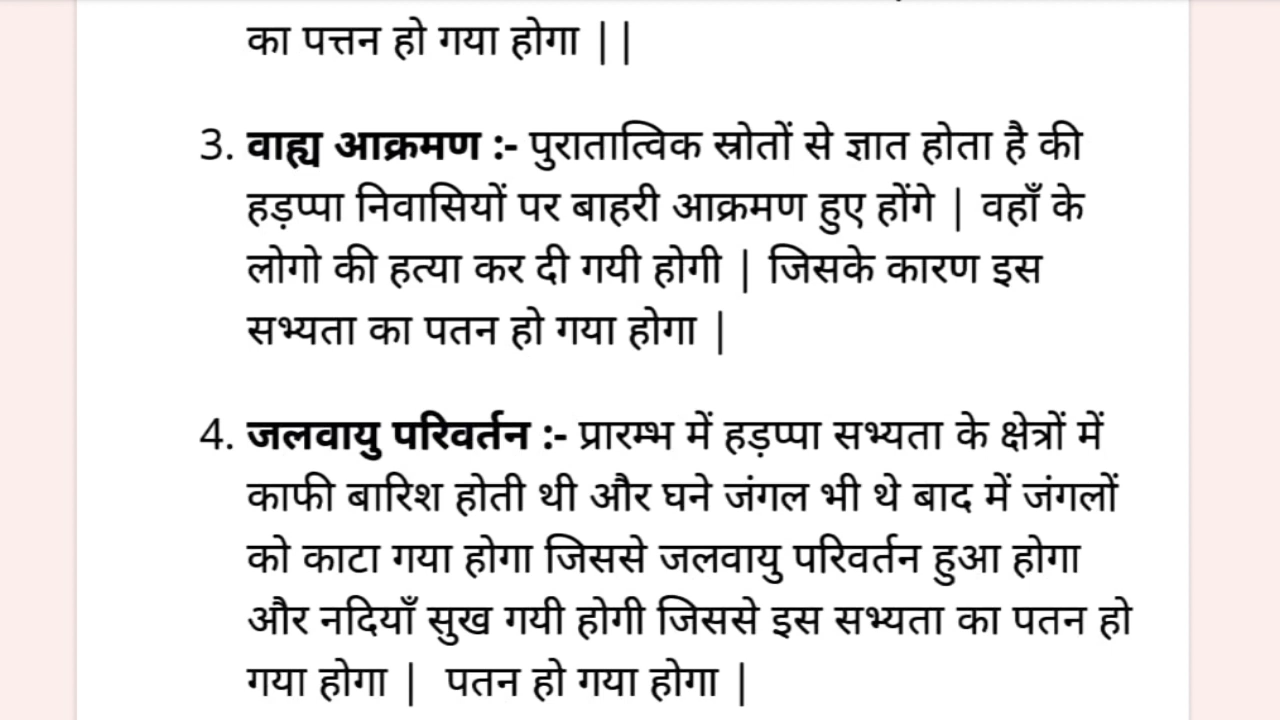 का पत्तन हो गया होगा ||
3. वाह्य आक्रमण :- पुरातात्विक स्रोतों से ज्ञात होता है की
हड़प्पा निवासियों पर बाहरी आक्रमण हुए होंगे | वहाँ के
लोगो की हत्या कर दी गयी होगी | जिसके कारण इस
सभ्यता का पतन हो गया होगा |
4. जलवायु परिवर्तन :- प्रारम्भ में हड़प्पा सभ्यता के क्षेत्रों में
काफी बारिश होती थी और घने जंगल भी थे बाद में जंगलों
को काटा गया होगा जिससे जलवायु परिवर्तन हुआ होगा
और नदियाँ सुख गयी होगी जिससे इस सभ्यता का पतन हो
गया होगा | पतन हो गया होगा |